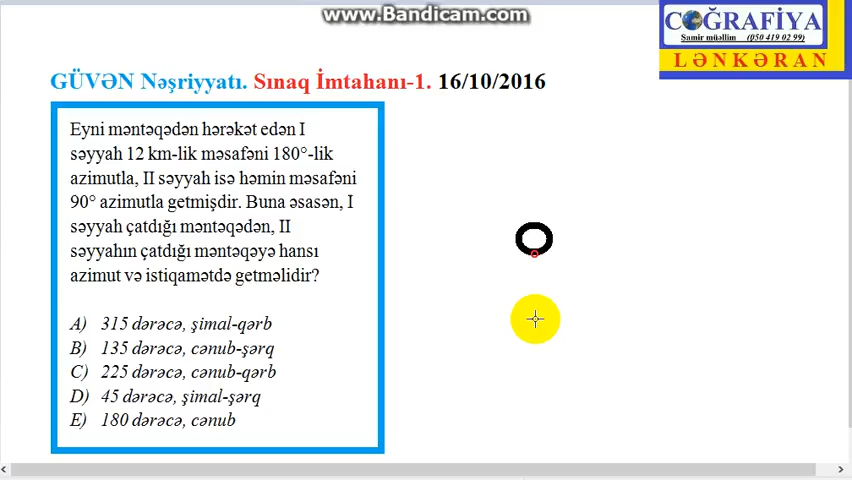 www.Bandicam.com
COĞRAFİYA
Samir müəllim (050 419 02 99)
LƏNKƏRAN
GÜVƏN Nəşriyyatı. Sınaq İmtahanı-1. 16/10/2016
Eyni məntəqədən hərəkət edən I
səyyah 12 km-lik məsafəni 180°-lik
azimutla, II səyyah isə həmin məsafəni
90° azimutla getmişdir. Buna əsasən, I
səyyah çatdığı məntəqədən, II
səyyahın çatdığı məntəqəyə hansı
azimut və istiqamətdə getməlidir?
A) 315 dərəcə, şimal-qərb
B) 135 dərəcə, cənub-şərq
C) 225 dərəcə, cənub-qərb
D) 45 dərəcə, şimal-şərq
E) 180 dərəcə, cənub